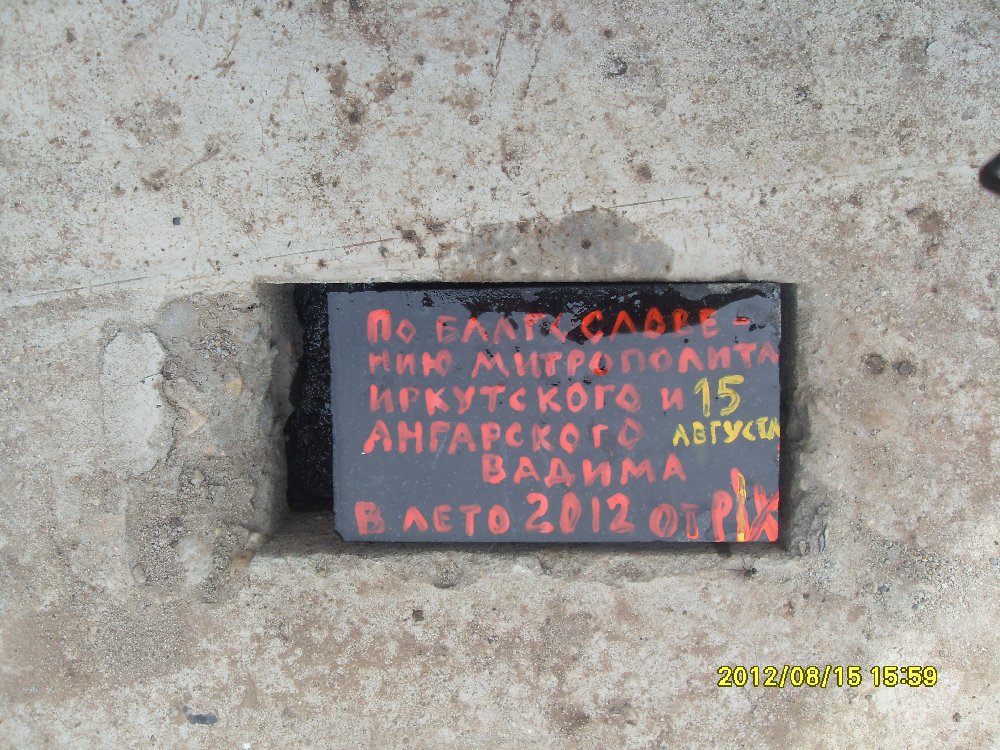 ПО БЛАГОСЛОВЕ-
НИЮ МИТРОПОЛИТА
ИРКУТСКОГО И 15
АНГАРСКОГО АВГУСТА
ВАДИМА
В ЛЕТО 2012 ОТ РХ
2012/08/15 15:59